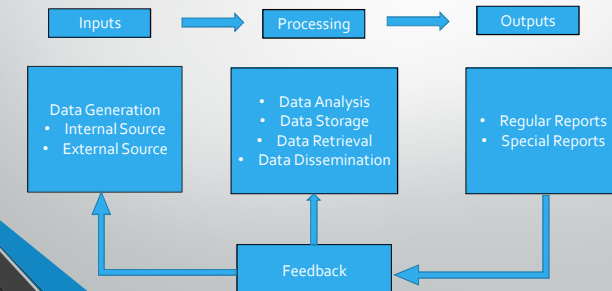 Inputs
Processing
Outputs
Data Generation
• Internal Source
• External Source
• Data Analysis
• Data Storage
• Data Retrieval
• Data Dissemination
• Regular Reports
• Special Reports
Feedback